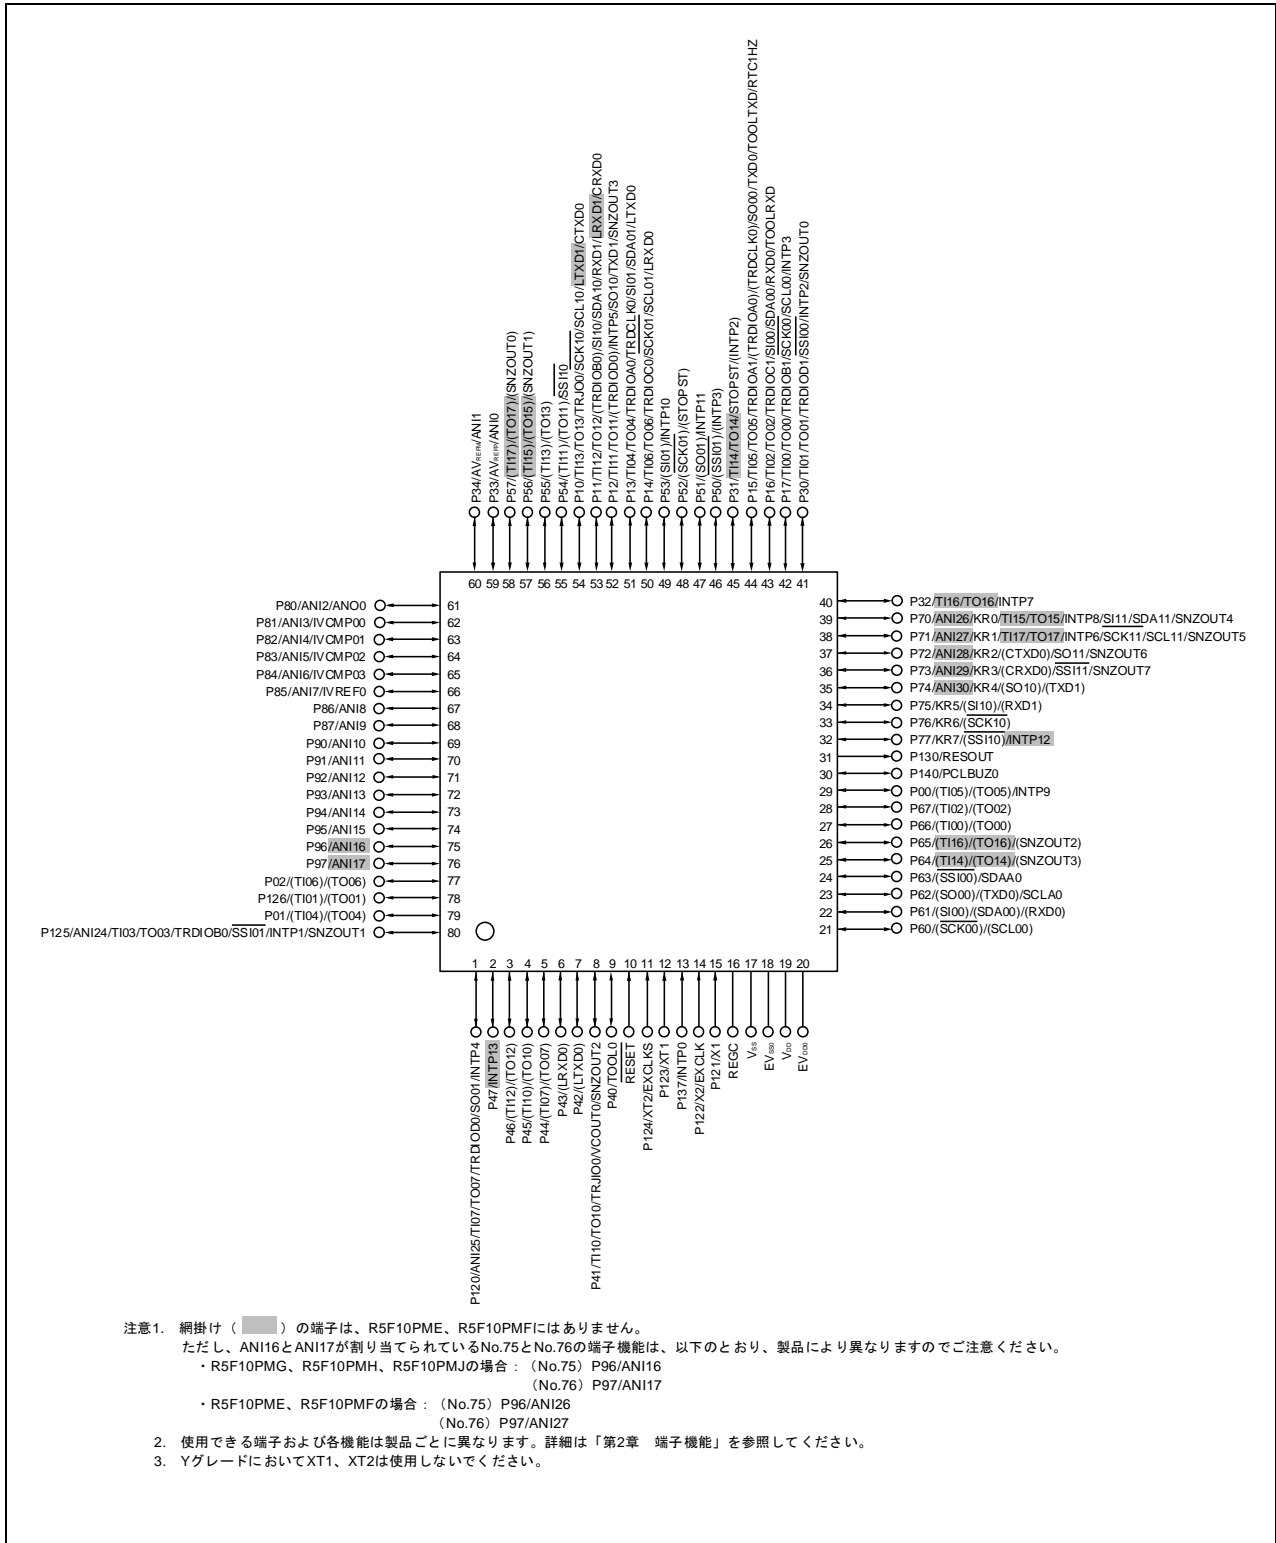 P34/AVREFM/ANI1
P33/AVREFP/ANI0
P57/(TI17)/(TO17)/(SNZOUT0)
P56/(TI15)/(TO15)/(SNZOUT1)
P55/(TI13)/(TO13)
P54/(TI11)/(TO11)/SSI10
P10/TI13/TO13/TRJO0/SCK10/SCL10/LTXD1/CTXD0
P11/TI12/TO12/(TRDIOB0)/SI10/SDA10/RXD1/LRXD1/CRXD0
P12/TI11/TO11/(TRDIOD0)/INTP5/SO10/TXD1/SNZOUT3
P13/TI04/TO04/TRDIOA0/TRDCLK0/SI01/SDA01/LTXD0
P14/TI06/TO06/TRDIOC0/SCK01/SCL01/LRXD0
P53/(SI01)/INTP10
P52/(SCK01)/(STOPST)
P51/(SO01)/INTP11
P50/(SSI01)/(INTP3)
P31/TI14/TO14/STOPST/(INTP2)
P15/TI05/TO05/TRDIOA1/(TRDIOA0)/(TRDCLK0)/SO00/TXD0/TOOLTXD/RTC1HZ
P16/TI02/TO02/TRDIOC1/SI00/SDA00/RXD0/TOOLRXD
P17/TI00/TO00/TRDIOB1/SCK00/SCL00/INTP3
P30/TI01/TO01/TRDIOD1/SSI00/INTP2/SNZOUT0
60 59 58 57 56 55 54 53 52 51 50 49 48 47 46 45 44 43 42 41
P80/ANI2/ANO0 61
P81/ANI3/IVCMP00 62
P82/ANI4/IVCMP01 63
P83/ANI5/IVCMP02 64
P84/ANI6/IVCMP03 65
P85/ANI7/IVREF0 66
P86/ANI8 67
P87/ANI9 68
P90/ANI10 69
P91/ANI11 70
P92/ANI12 71
P93/ANI13 72
P94/ANI14 73
P95/ANI15 74
P96/ANI16 75
P97/ANI17 76
P02/(TI06)/(TO06) 77
P126/(TI01)/(TO01) 78
P01/(TI04)/(TO04) 79
P125/ANI24/TI03/TO03/TRDIOB0/SSI01/INTP1/SNZOUT1 80
40 P32/TI16/TO16/INTP7
39 P70/ANI26/KR0/TI15/TO15/INTP8/SI11/SDA11/SNZOUT4
38 P71/ANI27/KR1/TI17/TO17/INTP6/SCK11/SCL11/SNZOUT5
37 P72/ANI28/KR2/(CTXD0)/SO11/SNZOUT6
36 P73/ANI29/KR3/(CRXD0)/SSI11/SNZOUT7
35 P74/ANI30/KR4/(SO10)/(TXD1)
34 P75/KR5/(SI10)/(RXD1)
33 P76/KR6/(SCK10)
32 P77/KR7/(SSI10)/INTP12
31 P130/RESOUT
30 P140/PCLBUZ0
29 P00/(TI05)/(TO05)/INTP9
28 P67/(TI02)/(TO02)
27 P66/(TI00)/(TO00)
26 P65/(TI16)/(TO16)/(SNZOUT2)
25 P64/(TI14)/(TO14)/(SNZOUT3)
24 P63/(SSI00)/SDAA0
23 P62/(SO00)/(TXD0)/SCLA0
22 P61/(SI00)/(SDA00)/(RXD0)
21 P60/(SCK00)/(SCL00)
1 2 3 4 5 6 7 8 9 10 11 12 13 14 15 16 17 18 19 20
P120/ANI25/TI07/TO07/TRDIOD0/SO01/INTP4
P47/INTP13
P46/(TI12)/(TO12)
P45/(TI10)/(TO10)
P44/(TI07)/(TO07)
P43/(LRXD0)
P42/(LTXD0)
P41/TI10/TO10/TRJIO0/VCOUT0/SNZOUT2
P40/TOOL0
RESET
P124/XT2/EXCLKS
P123/XT1
P137/INTP0
P122/X2/EXCLK
P121/X1
REGC
VSS
EVSS0
VDD
EVDD0
注意1. 網掛け( )の端子は、R5F10PME、R5F10PMFにはありません。
ただし、ANI16とANI17が割り当てられているNo.75とNo.76の端子機能は、以下のとおり、製品により異なりますのでご注意ください。
・R5F10PMG、R5F10PMH、R5F10PMJの場合:(No.75)P96/ANI16
(No.76)P97/ANI17
・R5F10PME、R5F10PMFの場合:(No.75)P96/ANI26
(No.76)P97/ANI27
2. 使用できる端子および各機能は製品ごとに異なります。詳細は「第2章 端子機能」を参照してください。
3. YグレードにおいてXT1、XT2は使用しないでください。